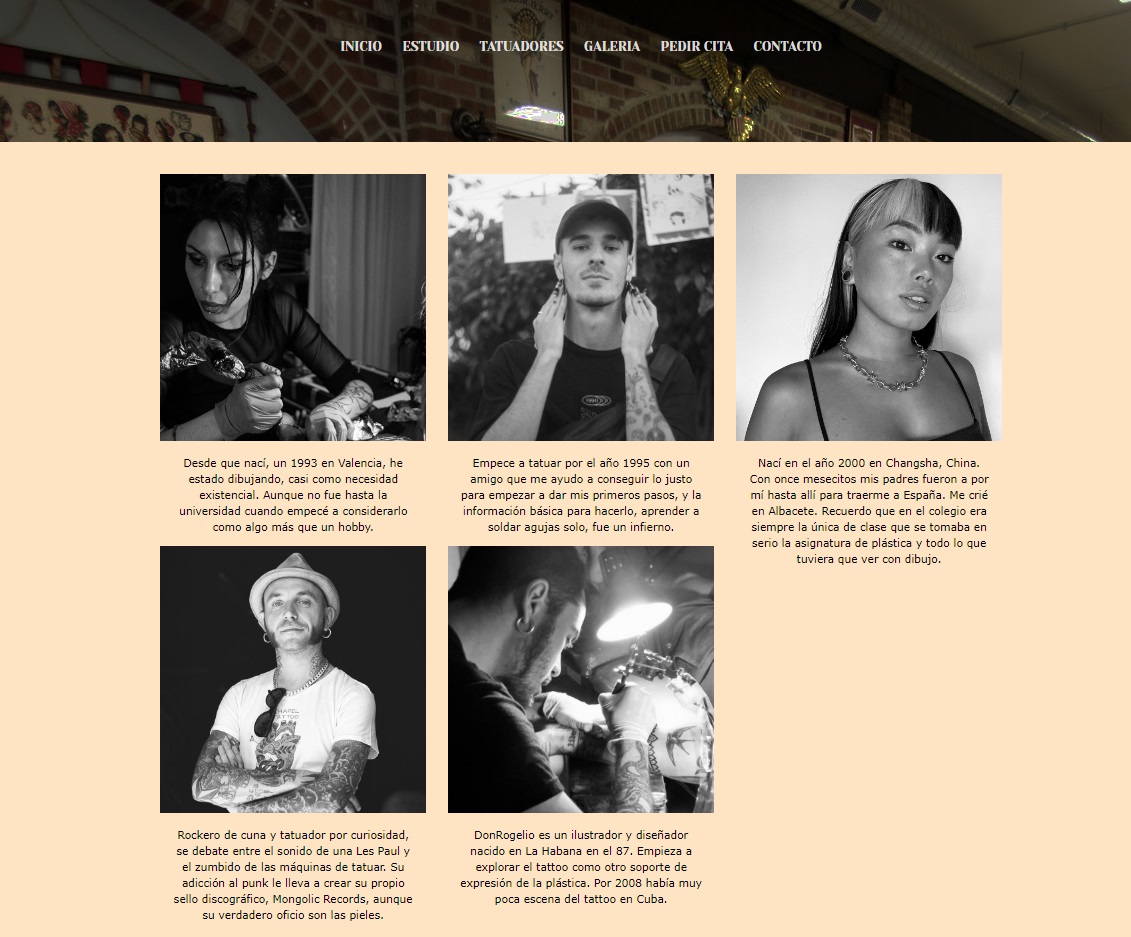 INICIO ESTUDIO TATUADORES GALERIA PEDIR CITA CONTACTO
Desde que nací, un 1993 en Valencia, he
estado dibujando, casi como necesidad
existencial. Aunque no fue hasta la
universidad cuando empecé a considerarlo
como algo más que un hobby.
Empece a tatuar por el año 1995 con un
amigo que me ayudo a conseguir lo justo
para empezar a dar mis primeros pasos, y la
información básica para hacerlo, aprender a
soldar agujas solo, fue un infierno.
Nací en el año 2000 en Changsha, China.
Con once mesecitos mis padres fueron a por
mí hasta allí para traerme a España. Me crié
en Albacete. Recuerdo que en el colegio era
siempre la única de clase que se tomaba en
serio la asignatura de plástica y todo lo que
tuviera que ver con dibujo.
CHAPEL
TATTOO
Rockero de cuna y tatuador por curiosidad,
se debate entre el sonido de una Les Paul y
el zumbido de las máquinas de tatuar. Su
adicción al punk le lleva a crear su propio
sello discográfico, Mongolic Records, aunque
su verdadero oficio son las pieles.
DonRogelio es un ilustrador y diseñador
nacido en La Habana en el 87. Empieza a
explorar el tattoo como otro soporte de
expresión de la plástica. Por 2008 había muy
poca escena del tattoo en Cuba.